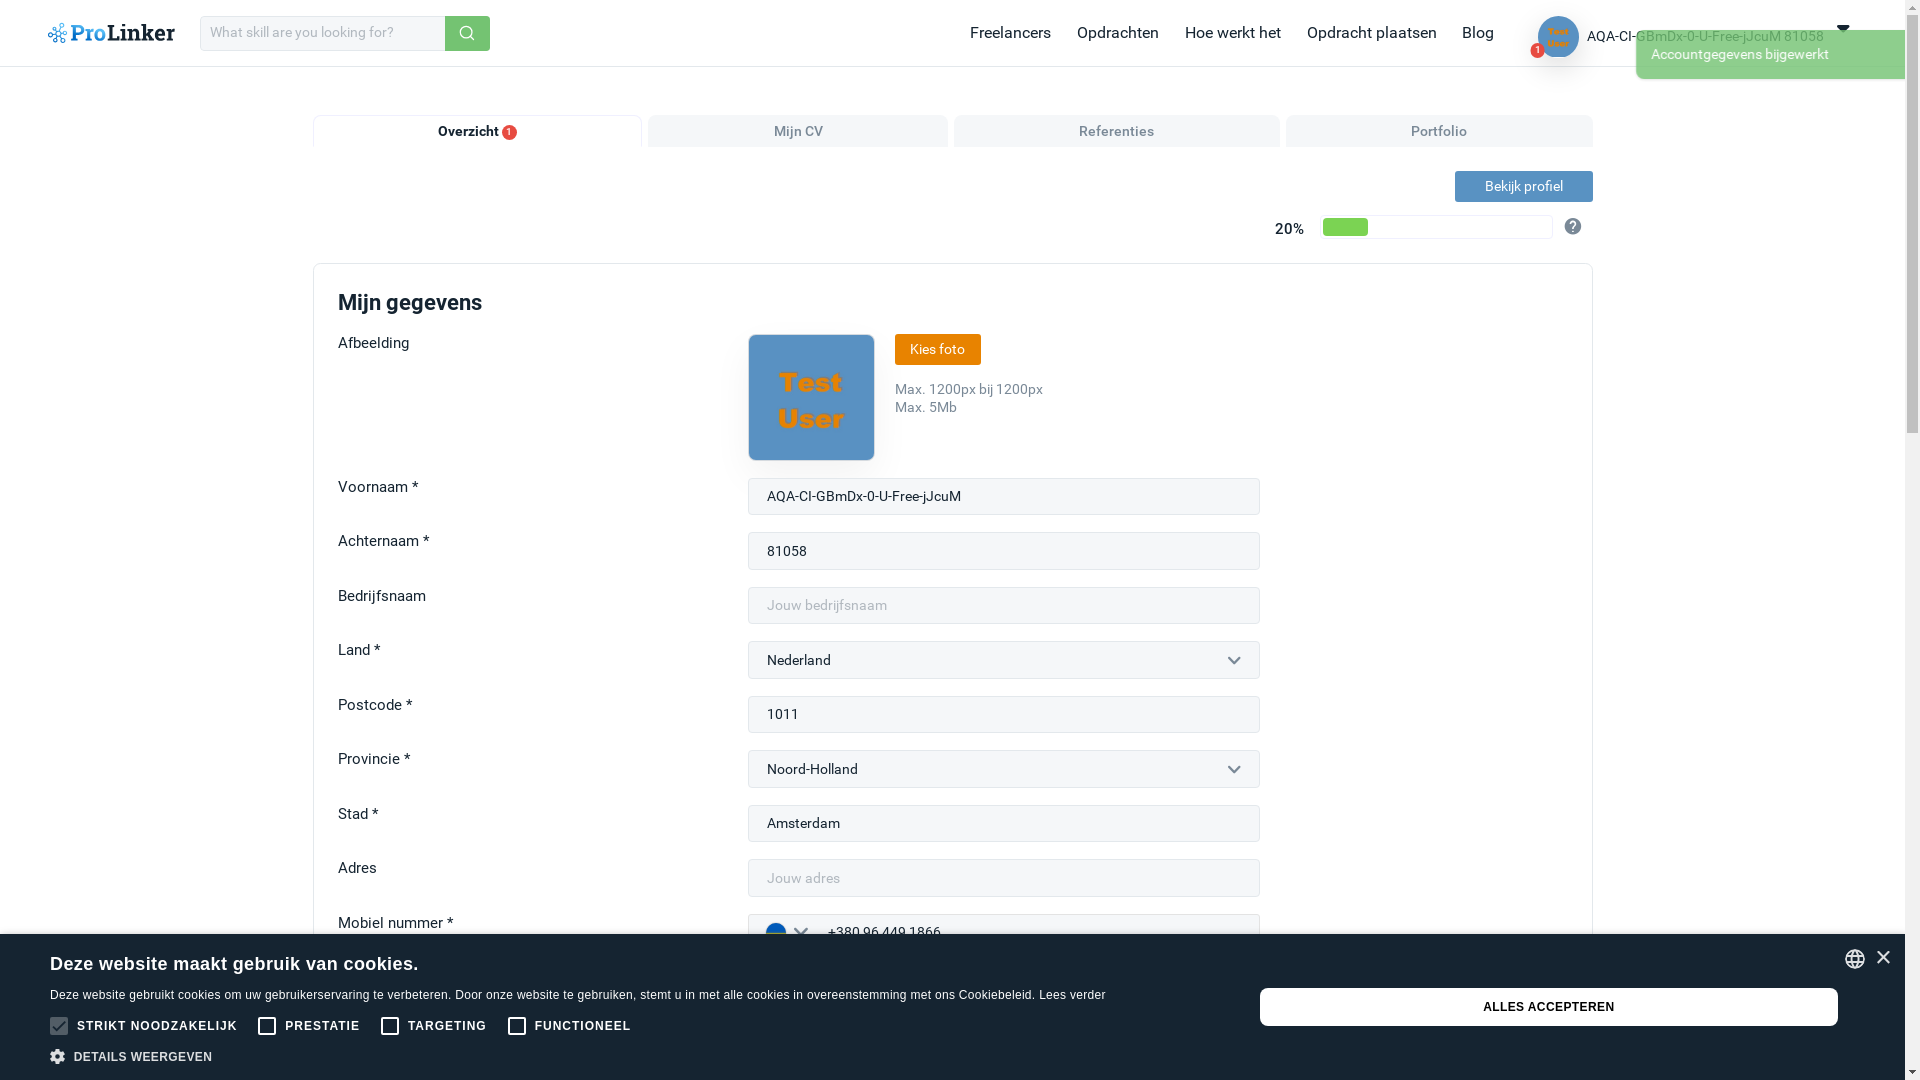 ProLinker
What skill are you looking for?
Freelancers
Opdrachten
Hoe werkt het
Opdracht plaatsen
Blog
Test
User
1
AQA-CI-GBmDx-0-U-Free-jJcuM 81058
Accountgegevens bijgewerkt
Overzicht 1
Mijn CV
Referenties
Portfolio
Bekijk profiel
20%
?
Mijn gegevens
Afbeelding
Test
User
Kies foto
Max. 1200px bij 1200px
Max. 5Mb
Voornaam *
AQA-CI-GBmDx-0-U-Free-jJcuM
Achternaam *
81058
Bedrijfsnaam
Jouw bedrijfsnaam
Land *
Nederland
Postcode *
1011
Provincie *
Noord-Holland
Stad *
Amsterdam
Adres
Jouw adres
Mobiel nummer *
+380 96 449 1866
Deze website maakt gebruik van cookies.
Deze website gebruikt cookies om uw gebruikerservaring te verbeteren. Door onze website te gebruiken, stemt u in met alle cookies in overeenstemming met ons Cookiebeleid. Lees verder
STRIKT NOODZAKELIJK
PRESTATIE
TARGETING
FUNCTIONEEL
DETAILS WEERGEVEN
ALLES ACCEPTEREN
×